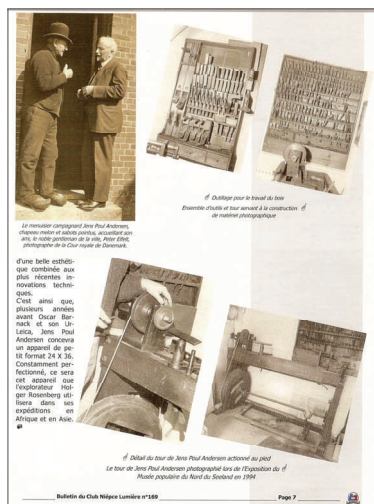 Outillage pour le travail du bois
Ensemble d'outils et tour servant à la construction
de matériel photographique
Le menuisier campagnard Jens Poul Andersen,
chapeau melon et sabots pointus, accueillant son
ami, le noble gentleman de la ville, Peter Elfelt,
photographe de la Cour royale de Danemark.
d'une belle esthéti-
que combinée aux
plus récentes in-
novations techni-
ques.
C'est ainsi que,
plusieurs années
avant Oscar Bar-
nack et son Ur-
Leica, Jens Poul
Andersen concevra
un appareil de pe-
tit format 24 X 36.
Constamment per-
fectionné, ce sera
cet appareil que
l'explorateur Hol-
ger Rosenberg uti-
lisera dans ses
expéditions en
Afrique et en Asie.
Détail du tour de Jens Poul Andersen actionné au pied
Le tour de Jens Poul Andersen photographié lors de l'Exposition du
Musée populaire du Nord du Seeland en 1994
Bulletin du Club Niépce Lumière n°169
Page 7